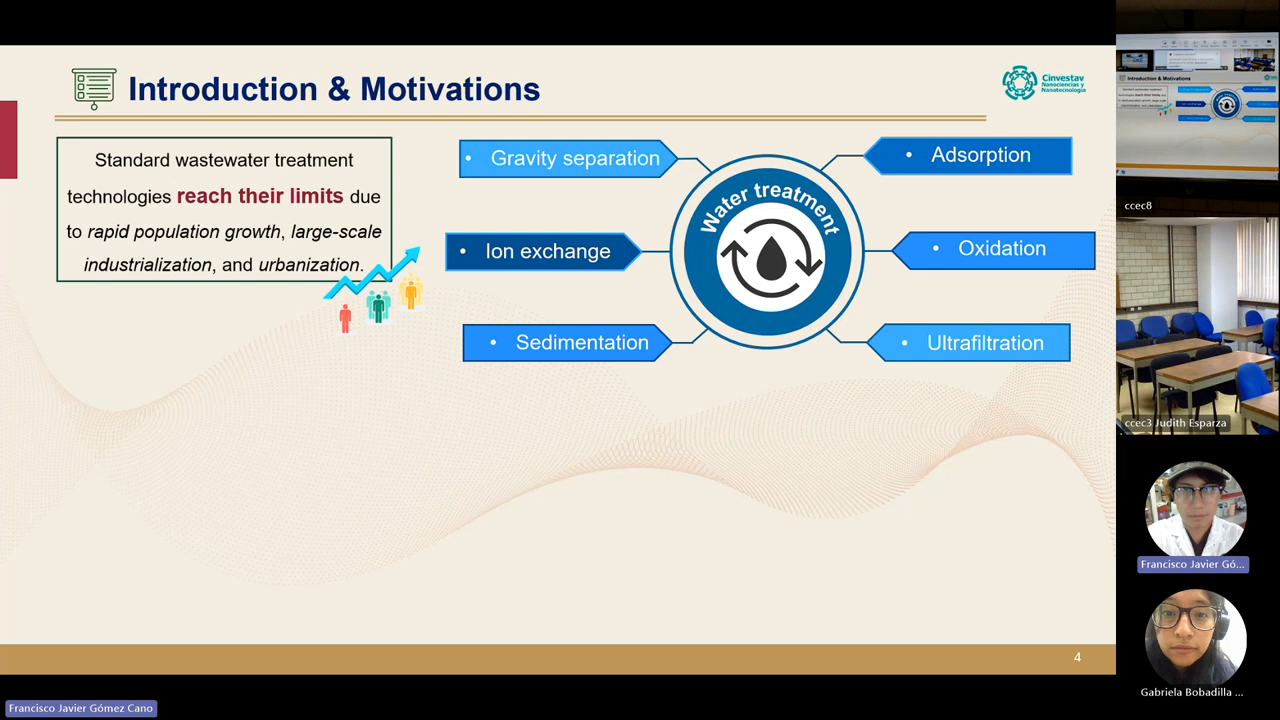 Introduction & Motivations
Cinvestav
Nanociencias y
Nanotecnología
Standard wastewater treatment
technologies reach their limits due
to rapid population growth, large-scale
industrialization, and urbanization.
• Gravity separation
• Ion exchange
• Sedimentation
Water treatment
• Adsorption
• Oxidation
• Ultrafiltration
4
Introduction & Motivations
ccec8
ccec3 Judith Esparza
Francisco Javier Gó...
Gabriela Bobadilla ...
Francisco Javier Gómez Cano